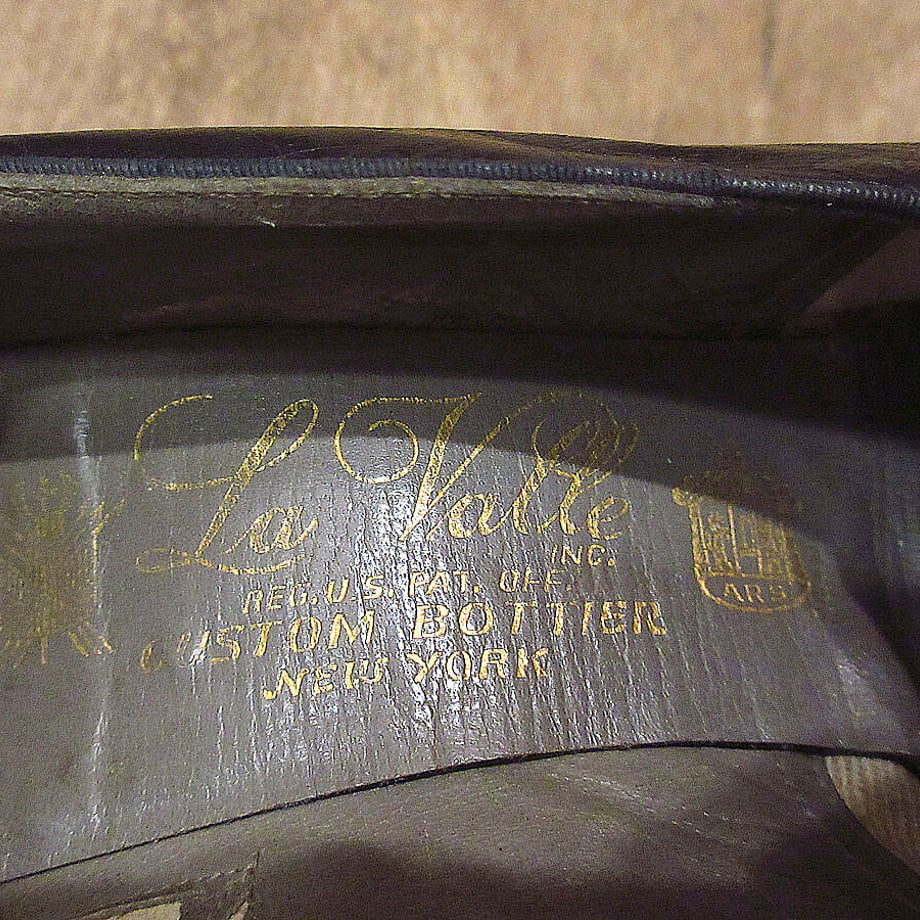 La Valle
INC.
REG. U.S. PAT. OFF.
CUSTOM BOTTIER
NEW YORK
ARS